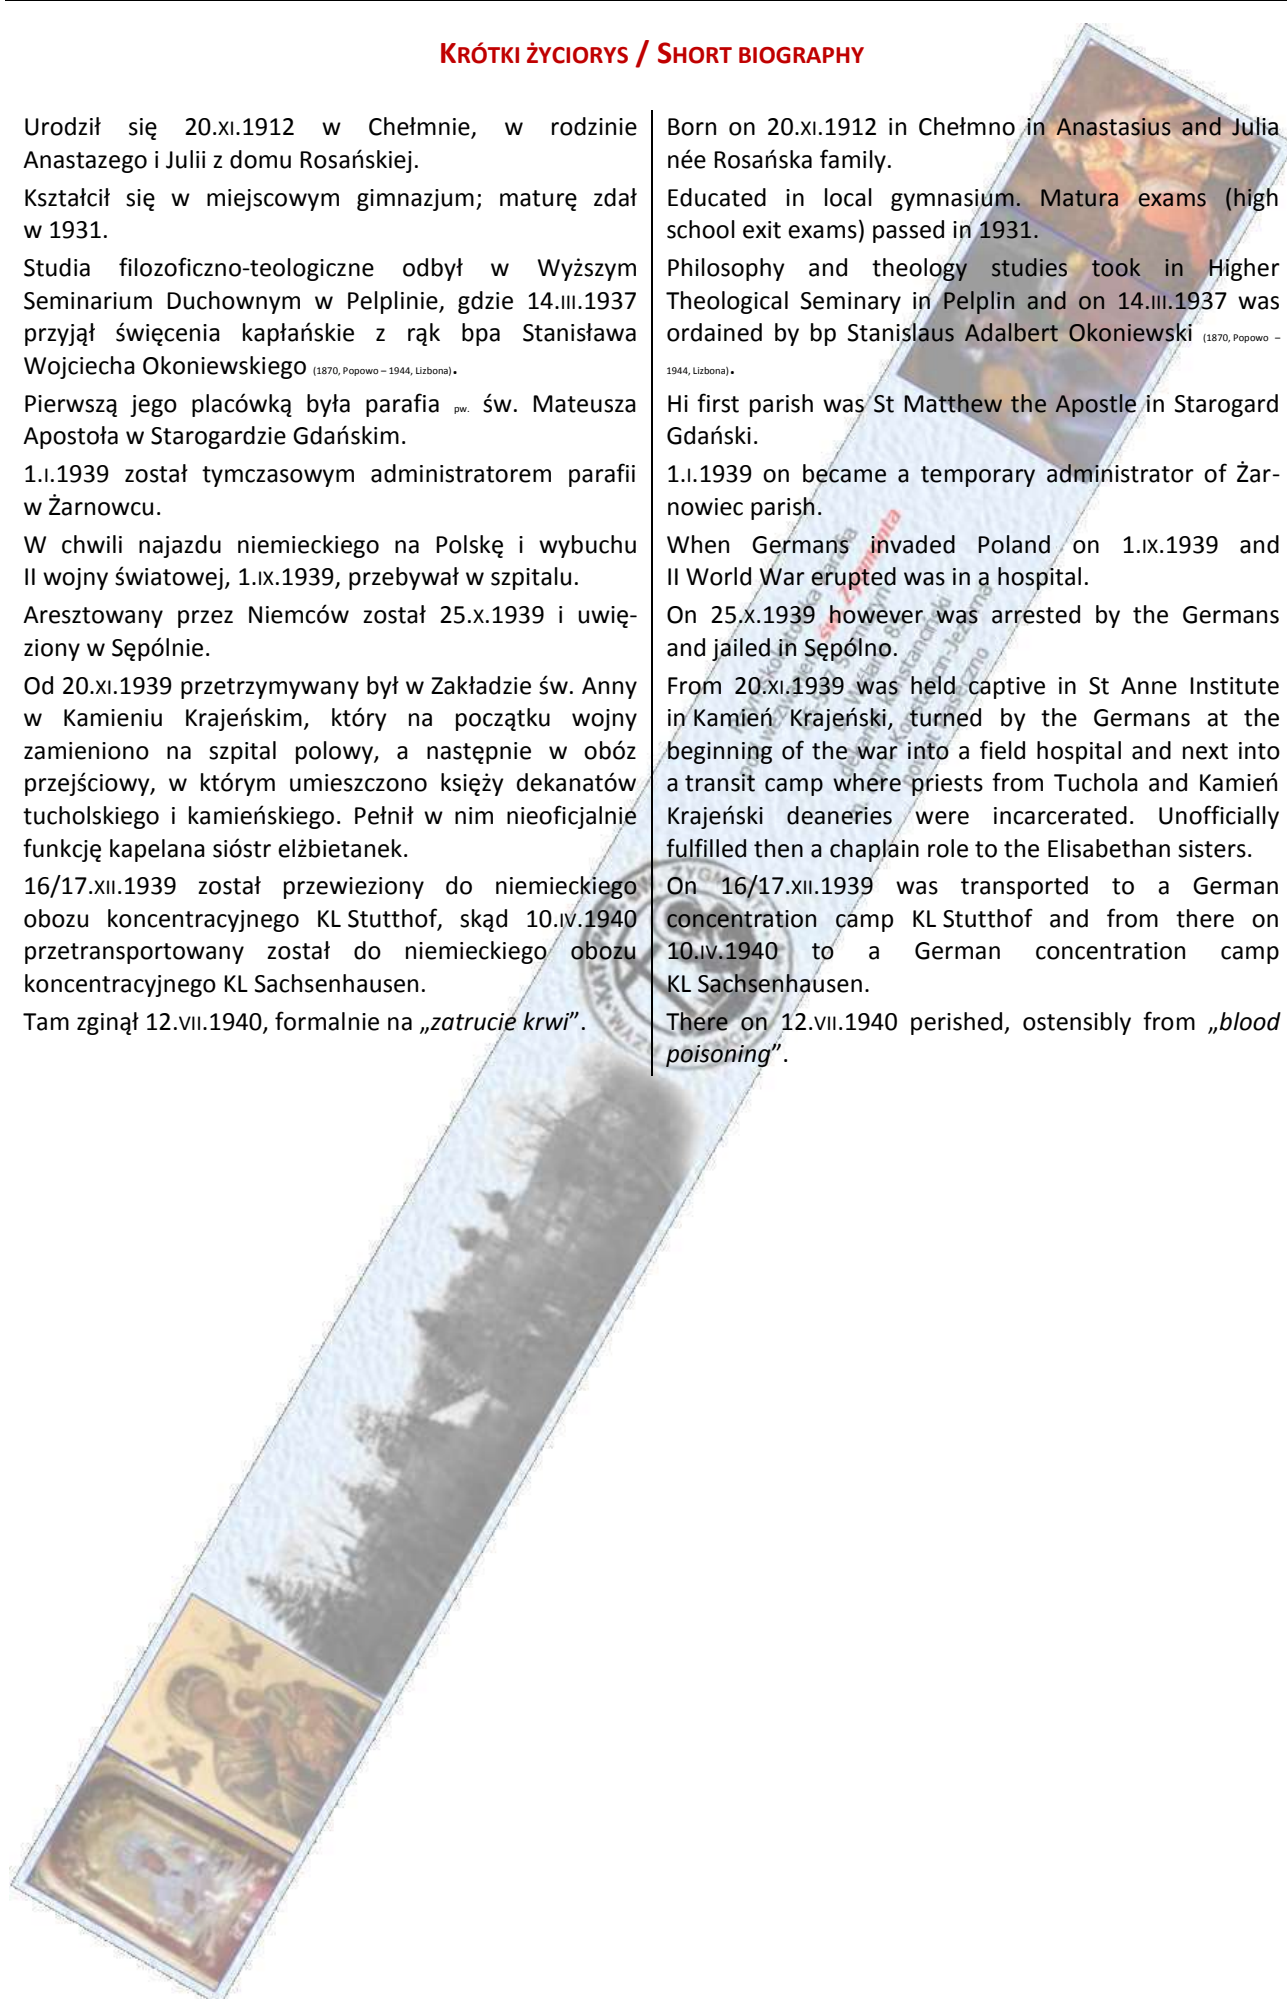 KRÓTKI ŻYCIORYS / SHORT BIOGRAPHY
Urodził się 20.XI.1912 w Chełmnie, w rodzinie
Anastazego i Julii z domu Rosańskiej.
Kształcił się w miejscowym gimnazjum; maturę zdał
w 1931.
Studia filozoficzno-teologiczne odbył w Wyższym
Seminarium Duchownym w Pelplinie, gdzie 14.III.1937
przyjął święcenia kapłańskie z rąk bpa Stanisława
Wojciecha Okoniewskiego (1870, Popowo – 1944, Lizbona).
Pierwszą jego placówką była parafia pw. św. Mateusza
Apostoła w Starogardzie Gdańskim.
1.I.1939 został tymczasowym administratorem parafii
w Żarnowcu.
W chwili najazdu niemieckiego na Polskę i wybuchu
II wojny światowej, 1.IX.1939, przebywał w szpitalu.
Aresztowany przez Niemców został 25.X.1939 i uwię-
ziony w Sępólnie.
Od 20.XI.1939 przetrzymywany był w Zakładzie św. Anny
w Kamieniu Krajeńskim, który na początku wojny
zamieniono na szpital polowy, a następnie w obóz
przejściowy, w którym umieszczono księży dekanatów
tucholskiego i kamieńskiego. Pełnił w nim nieoficjalnie
funkcję kapelana sióstr elżbietanek.
16/17.XII.1939 został przewieziony do niemieckiego
obozu koncentracyjnego KL Stutthof, skąd 10.IV.1940
przetransportowany został do niemieckiego obozu
koncentracyjnego KL Sachsenhausen.
Tam zginął 12.VII.1940, formalnie na „zatrucie krwi”.
Born on 20.XI.1912 in Chełmno in Anastasius and Julia
née Rosańska family.
Educated in local gymnasium. Matura exams (high
school exit exams) passed in 1931.
Philosophy and theology studies took in Higher
Theological Seminary in Pelplin and on 14.III.1937 was
ordained by bp Stanislaus Adalbert Okoniewski (1870, Popowo –
1944, Lizbona).
Hi first parish was St Matthew the Apostle in Starogard
Gdański.
1.I.1939 on became a temporary administrator of Żar-
nowiec parish.
When Germans invaded Poland on 1.IX.1939 and
II World War erupted was in a hospital.
On 25.X.1939 however was arrested by the Germans
and jailed in Sępólno.
From 20.XI.1939 was held captive in St Anne Institute
in Kamień Krajeński, turned by the Germans at the
beginning of the war into a field hospital and next into
a transit camp where priests from Tuchola and Kamień
Krajeński deaneries were incarcerated. Unofficially
fulfilled then a chaplain role to the Elisabethan sisters.
On 16/17.XII.1939 was transported to a German
concentration camp KL Stutthof and from there on
10.IV.1940 to a German concentration camp
KL Sachsenhausen.
There on 12.VII.1940 perished, ostensibly from „blood
poisoning”.
św. Zygmunta